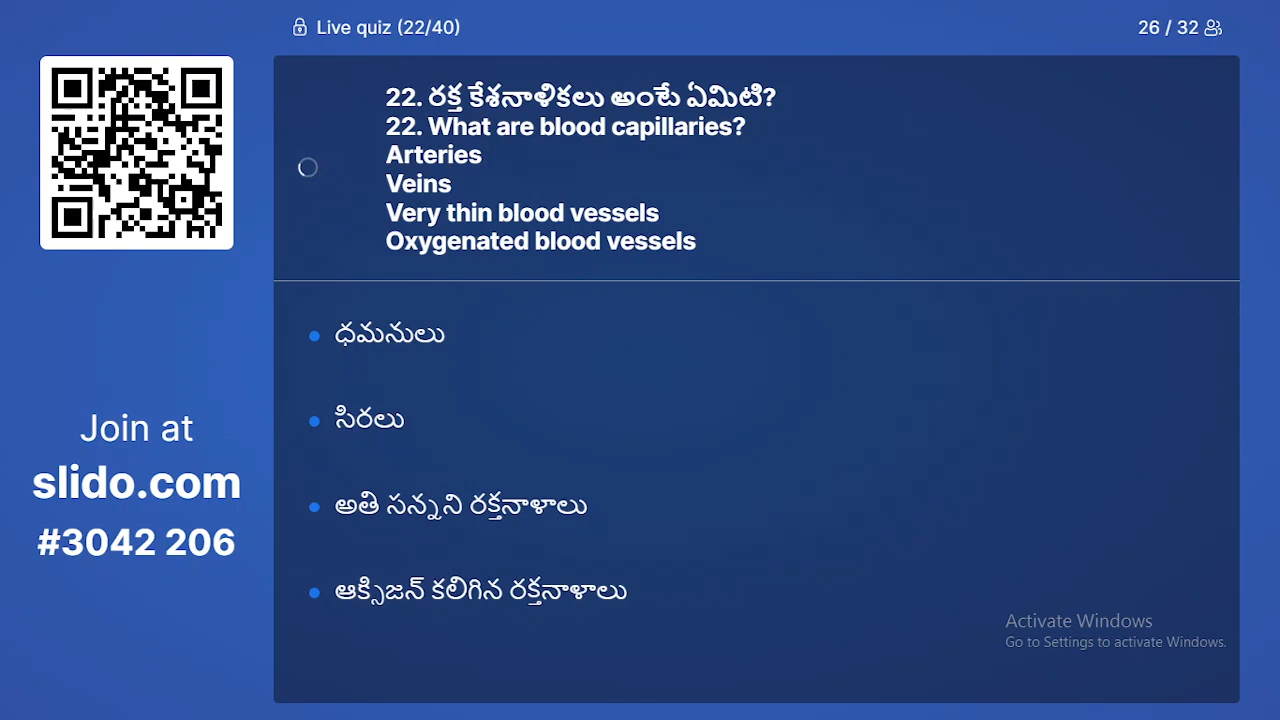 Live quiz (22/40)
26 / 32
22. రక్త కేశనాళికలు అంటే ఏమిటి?
22. What are blood capillaries?
Arteries
Veins
Very thin blood vessels
Oxygenated blood vessels
ధమనులు
సిరలు
అతి సన్నని రక్తనాళాలు
ఆక్సిజన్ కలిగిన రక్తనాళాలు
Join at
slido.com
#3042 206
Activate Windows
Go to Settings to activate Windows.